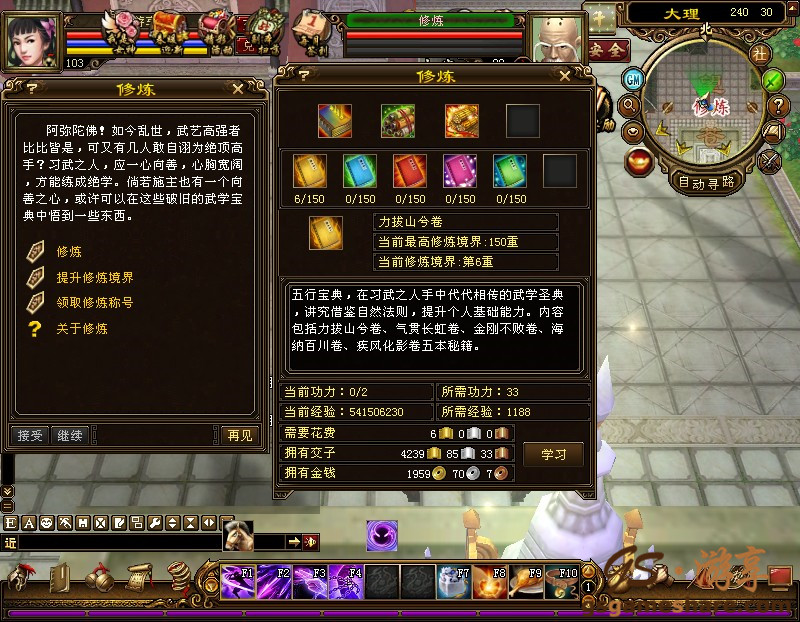 修炼
大理 240 30
北
安全
社
GM
修炼
自动寻路
103
修炼
阿弥陀佛！如今乱世，武艺高强者
比比皆是，可又有几人敢自诩为绝顶高
手？习武之人，应一心向善，心胸宽阔
，方能练成绝学。倘若施主也有一个向
善之心，或许可以在这些破旧的武学宝
典中悟到一些东西。
修炼
提升修炼境界
领取修炼称号
关于修炼
接受 继续 再见
修炼
6/150 0/150 0/150 0/150 0/150
力拔山兮卷
当前最高修炼境界:150重
当前修炼境界:第6重
五行宝典，在习武之人手中代代相传的武学圣典
，讲究借鉴自然法则，提升个人基础能力。内容
包括力拔山兮卷、气贯长虹卷、金刚不败卷、海
纳百川卷、疾风化影卷五本秘籍。
当前功力：0/2 所需功力：33
当前经验：541506230 所需经验：1188
需要花费 6 0 0
拥有交子 4239 85 33
拥有金钱 1959 70 7
学习
近
F1 F2 F3 F4 F7 F8 F9 F10
1
GS·游享